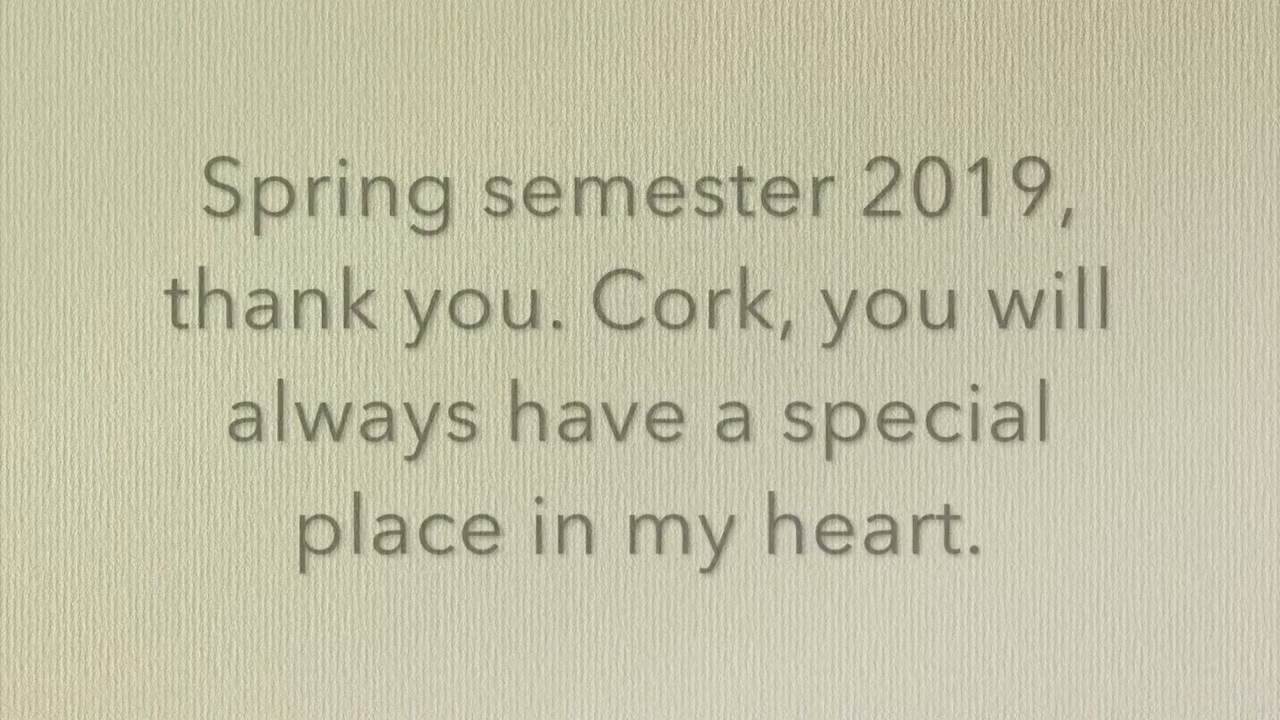 Spring semester 2019,
thank you. Cork, you will
always have a special
place in my heart.